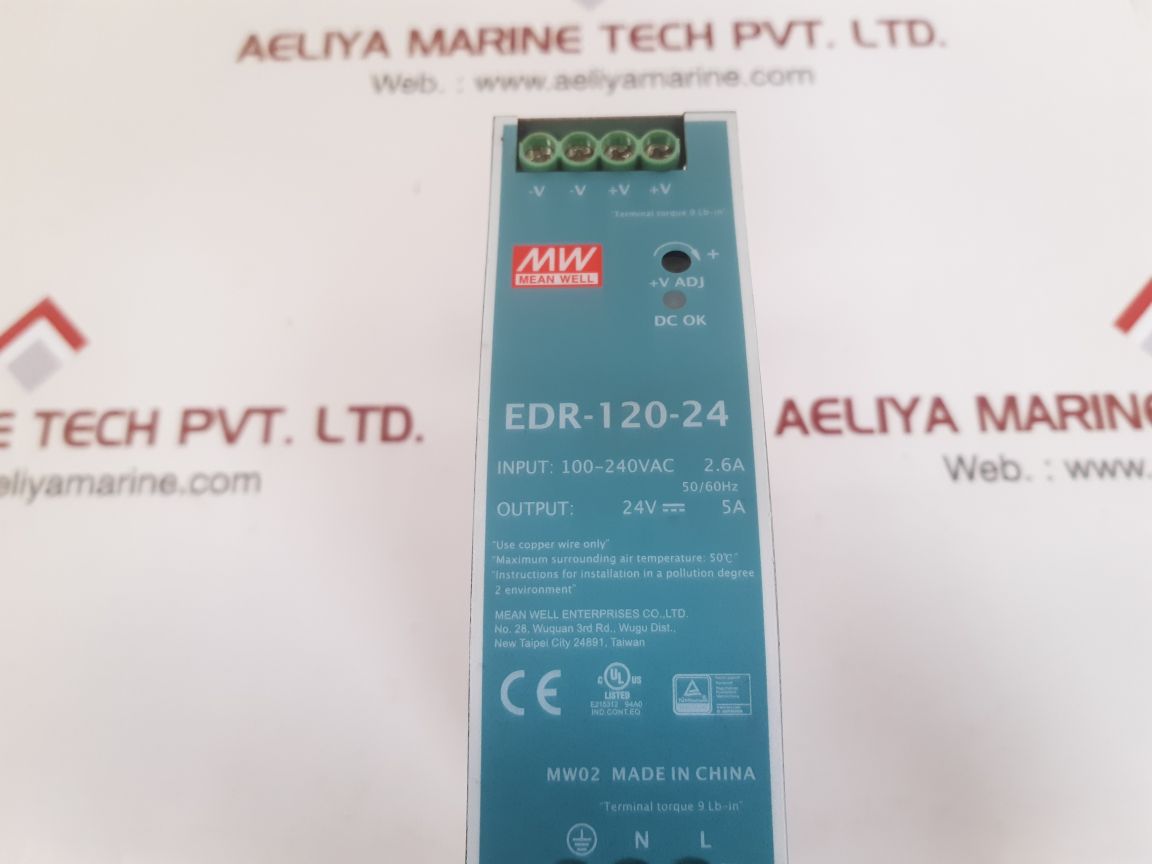 AELIYA MARINE TECH PVT. LTD.
Web. : www.aeliyamarine.com
-V -V +V +V
"Terminal torque 9 Lb-in"
MW
MEAN WELL
+
+V ADJ
DC OK
E TECH PVT. LTD.
eliyamarine.com
AELIYA MARINE
Web. : www.
EDR-120-24
INPUT: 100-240VAC 2.6A
50/60Hz
OUTPUT: 24V 5A
"Use copper wire only"
"Maximum surrounding air temperature: 50℃"
"Instructions for installation in a pollution degree
2 environment"
MEAN WELL ENTERPRISES CO.,LTD.
No. 28, Wuquan 3rd Rd., Wugu Dist.,
New Taipei City 24891, Taiwan
CE
C UL US
LISTED
E215312 94A0
IND.CONT.EQ.
MW02 MADE IN CHINA
"Terminal torque 9 Lb-in"
N L